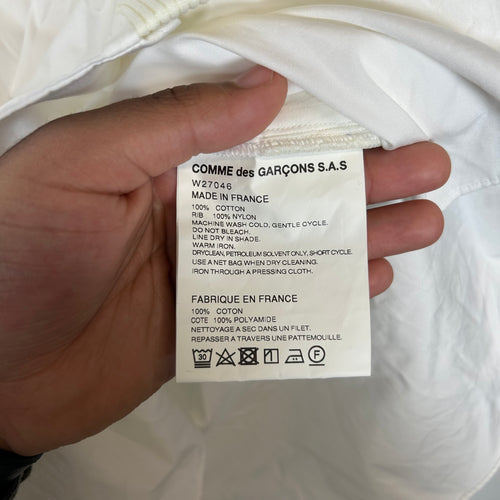 COMME des GARÇONS S.A.S
W27046
MADE IN FRANCE
100% COTTON
RIB 100% NYLON
MACHINE WASH COLD, GENTLE CYCLE.
DO NOT BLEACH.
LINE DRY IN SHADE.
WARM IRON.
DRYCLEAN, PETROLEUM SOLVENT ONLY, SHORT CYCLE.
USE A NET BAG WHEN DRY CLEANING.
IRON THROUGH A PRESSING CLOTH.
FABRIQUE EN FRANCE
100% COTON
COTE 100% POLYAMIDE
NETTOYAGE A SEC DANS UN FILET.
REPASSER A TRAVERS UNE PATTEMOUILLE.
30 F